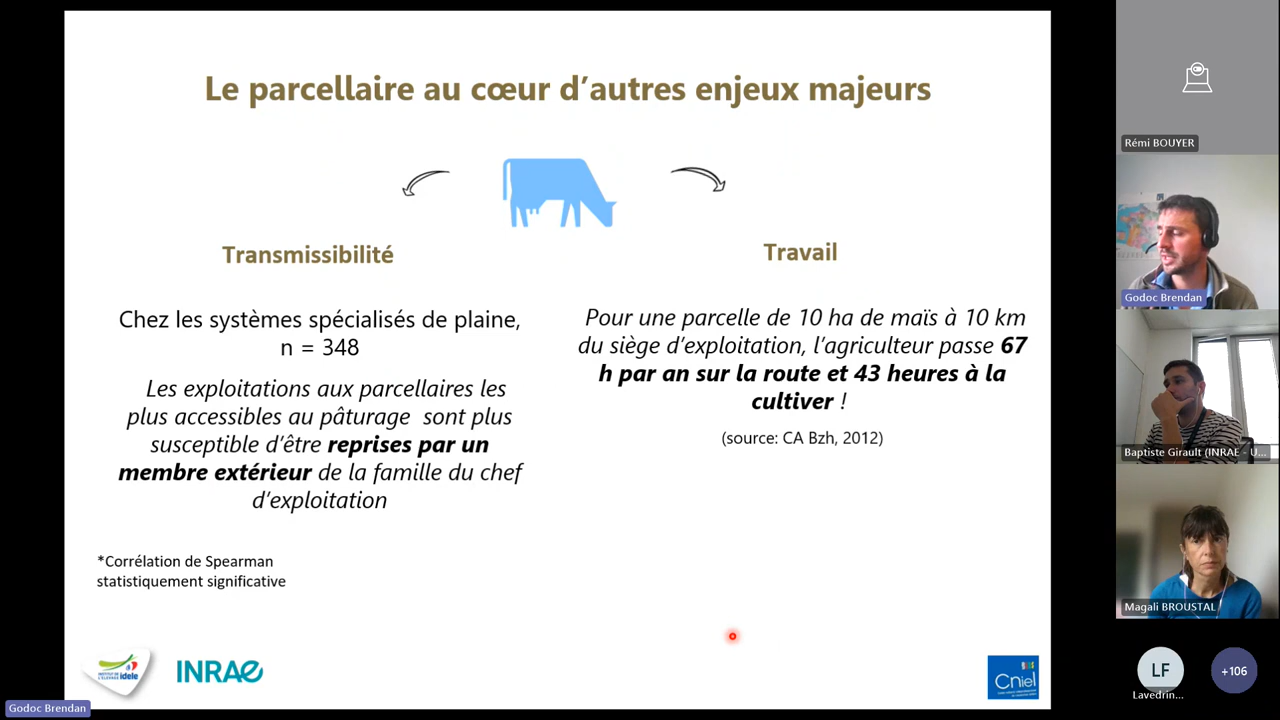 Le parcellaire au cœur d'autres enjeux majeurs
Transmissibilité
Chez les systèmes spécialisés de plaine,
n = 348
Les exploitations aux parcellaires les
plus accessibles au pâturage sont plus
susceptible d'être reprises par un
membre extérieur de la famille du chef
d'exploitation
*Corrélation de Spearman
statistiquement significative
Travail
Pour une parcelle de 10 ha de maïs à 10 km
du siège d'exploitation, l'agriculteur passe 67
h par an sur la route et 43 heures à la
cultiver !
(source: CA Bzh, 2012)
INSTITUT DE
L'ÉLEVAGE idele
INRAE
Cniel
Godoc Brendan
Rémi BOUYER
Godoc Brendan
Baptiste Girault (INRAE - U...
Magali BROUSTAL
LF
Lavedrin...
+106